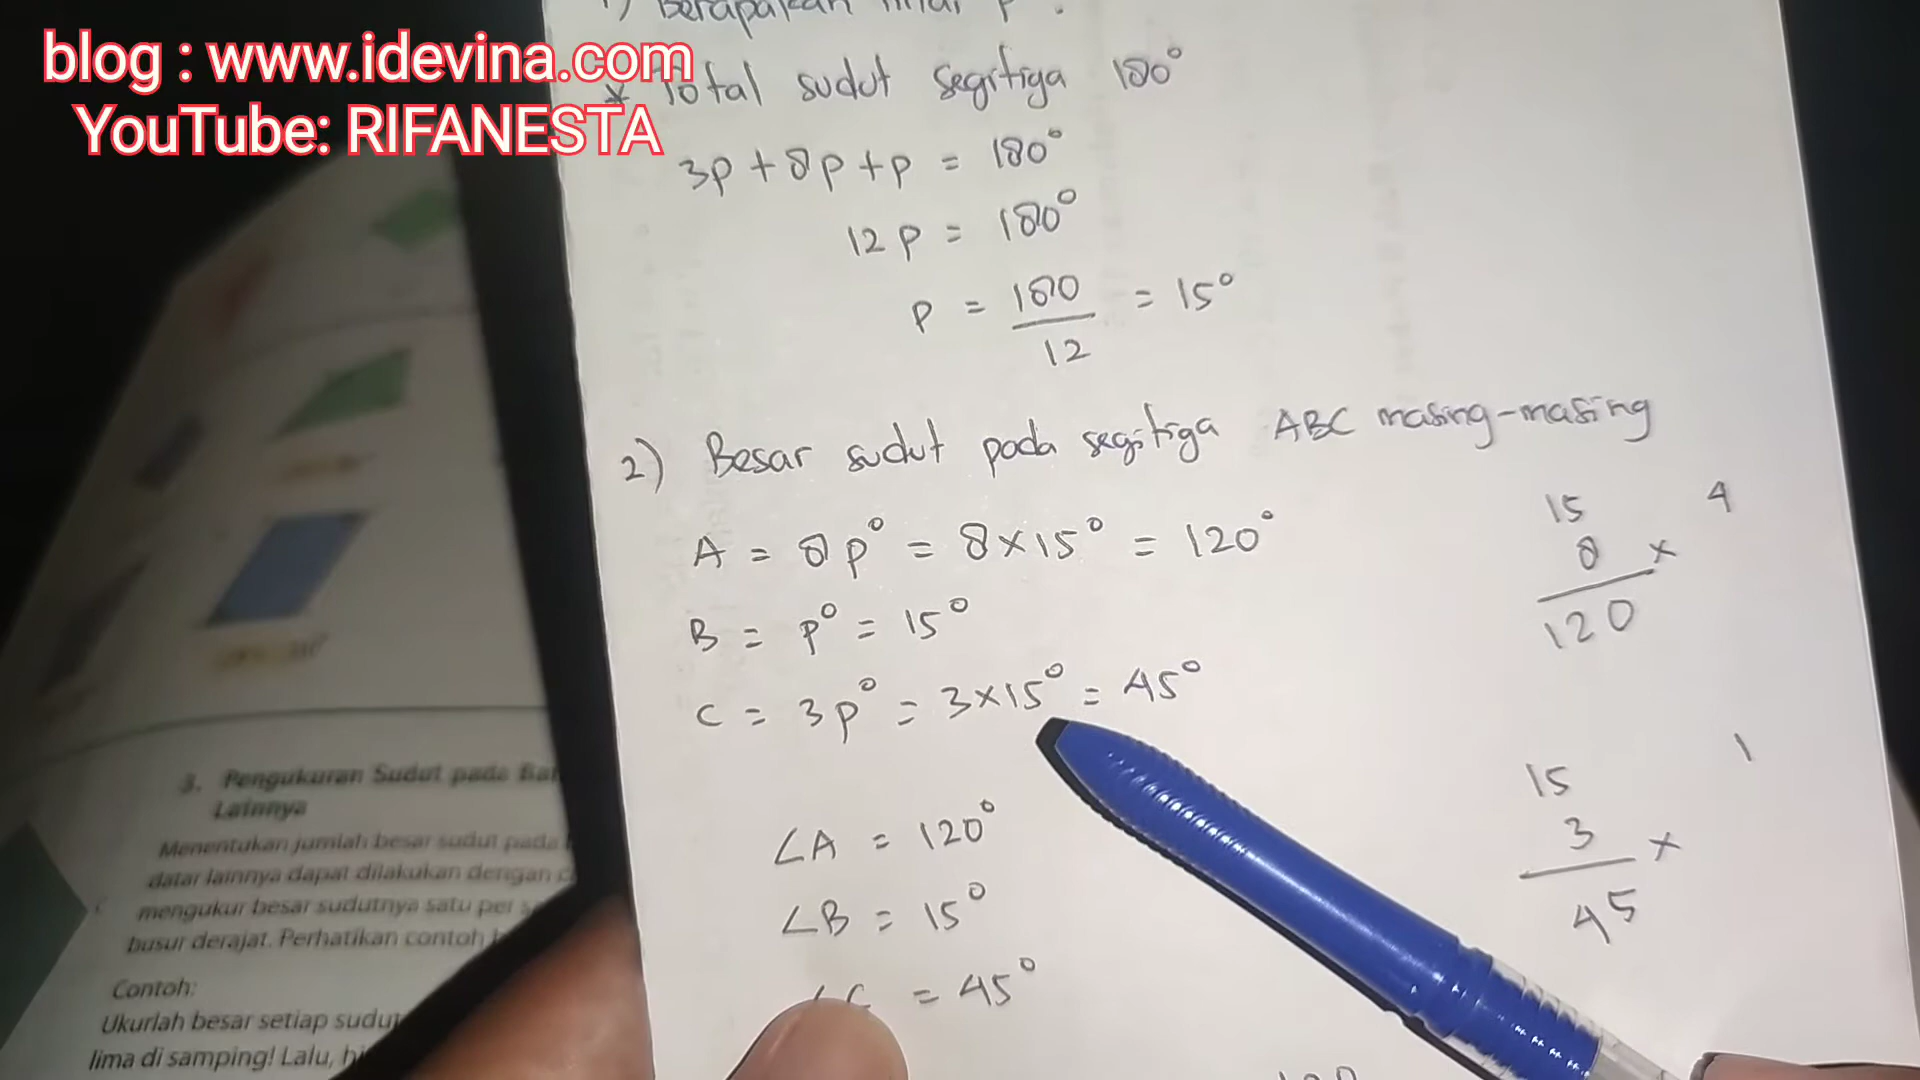 blog : www.idevina.com
YouTube: RIFANESTA
1) Berapakah nilai p
* Total sudut segitiga 180°
3p + 8p + p = 180°
12 p = 180°
p = 180/12 = 15°
2) Besar sudut pada segitiga ABC masing-masing
A = 8p° = 8 x 15° = 120°
B = p° = 15°
C = 3p° = 3x15° = 45°
∠A = 120°
∠B = 15°
∠C = 45°
15 4
8 x
120
15 1
3 x
45
3. Pengukuran Sudut pada
Lainnya
Menentukan jumlah besar sudut pada
datar lainnya dapat dilakukan dengan
mengukur besar sudutnya satu per
busur derajat. Perhatikan contoh
Contoh:
Ukurlah besar setiap sudut
lima di samping! Lalu,